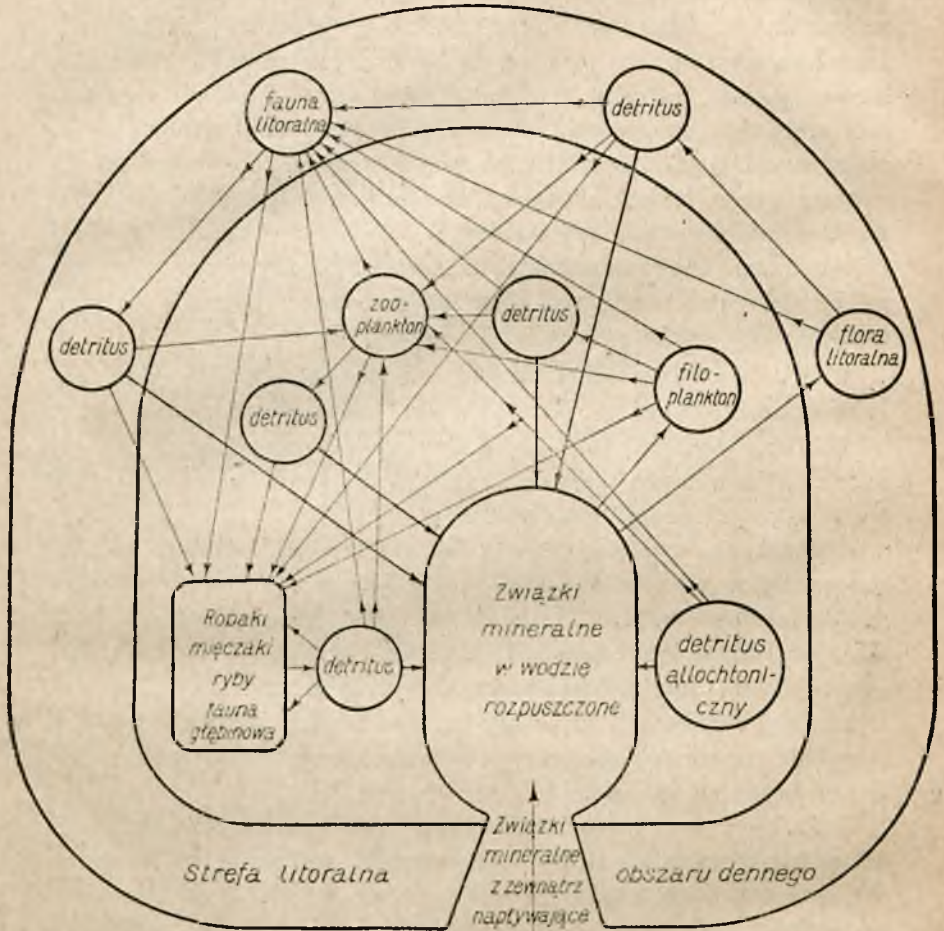 fauna
litoralna
detritus
zoo-
plankton
detritus
detritus
flora
litoralna
filo-
plankton
detritus
Związki
mineralne
w wodzie
rozpuszczone
Robaki
mięczaki
ryby
fauna
głębinowa
detritus
detritus
allochtoni-
czny
Strefa litoralna
Związki
mineralne
z zewnątrz
napływające
obszaru dennego